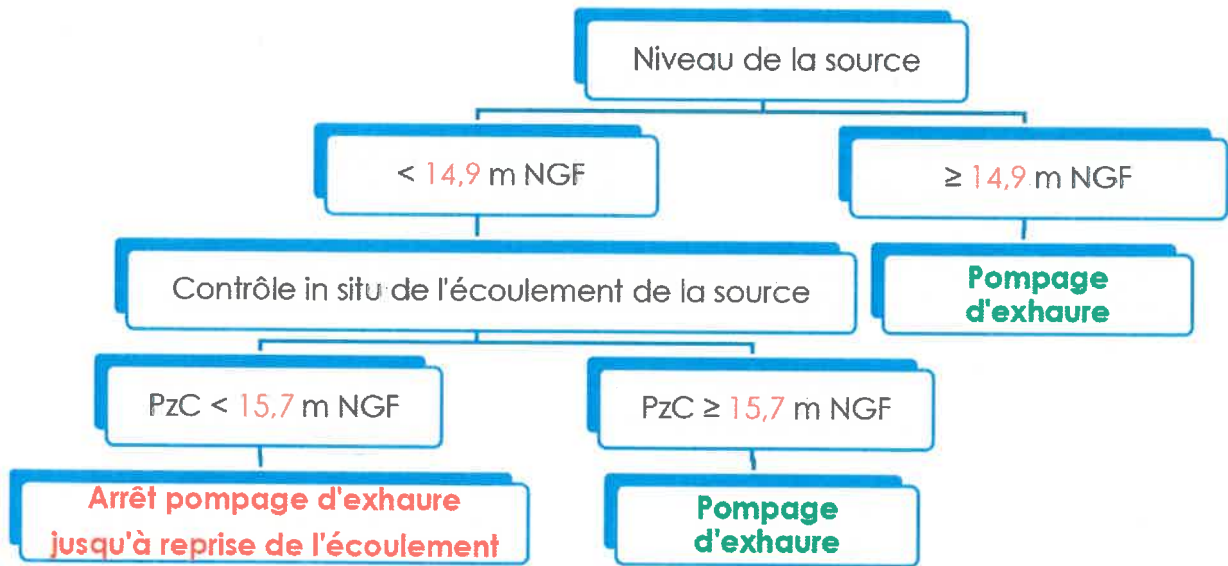 Niveau de la source
< 14,9 m NGF
≥ 14,9 m NGF
Contrôle in situ de l'écoulement de la source
Pompage
d'exhaure
PzC < 15,7 m NGF
PzC ≥ 15,7 m NGF
Arrêt pompage d'exhaure
jusqu'à reprise de l'écoulement
Pompage
d'exhaure